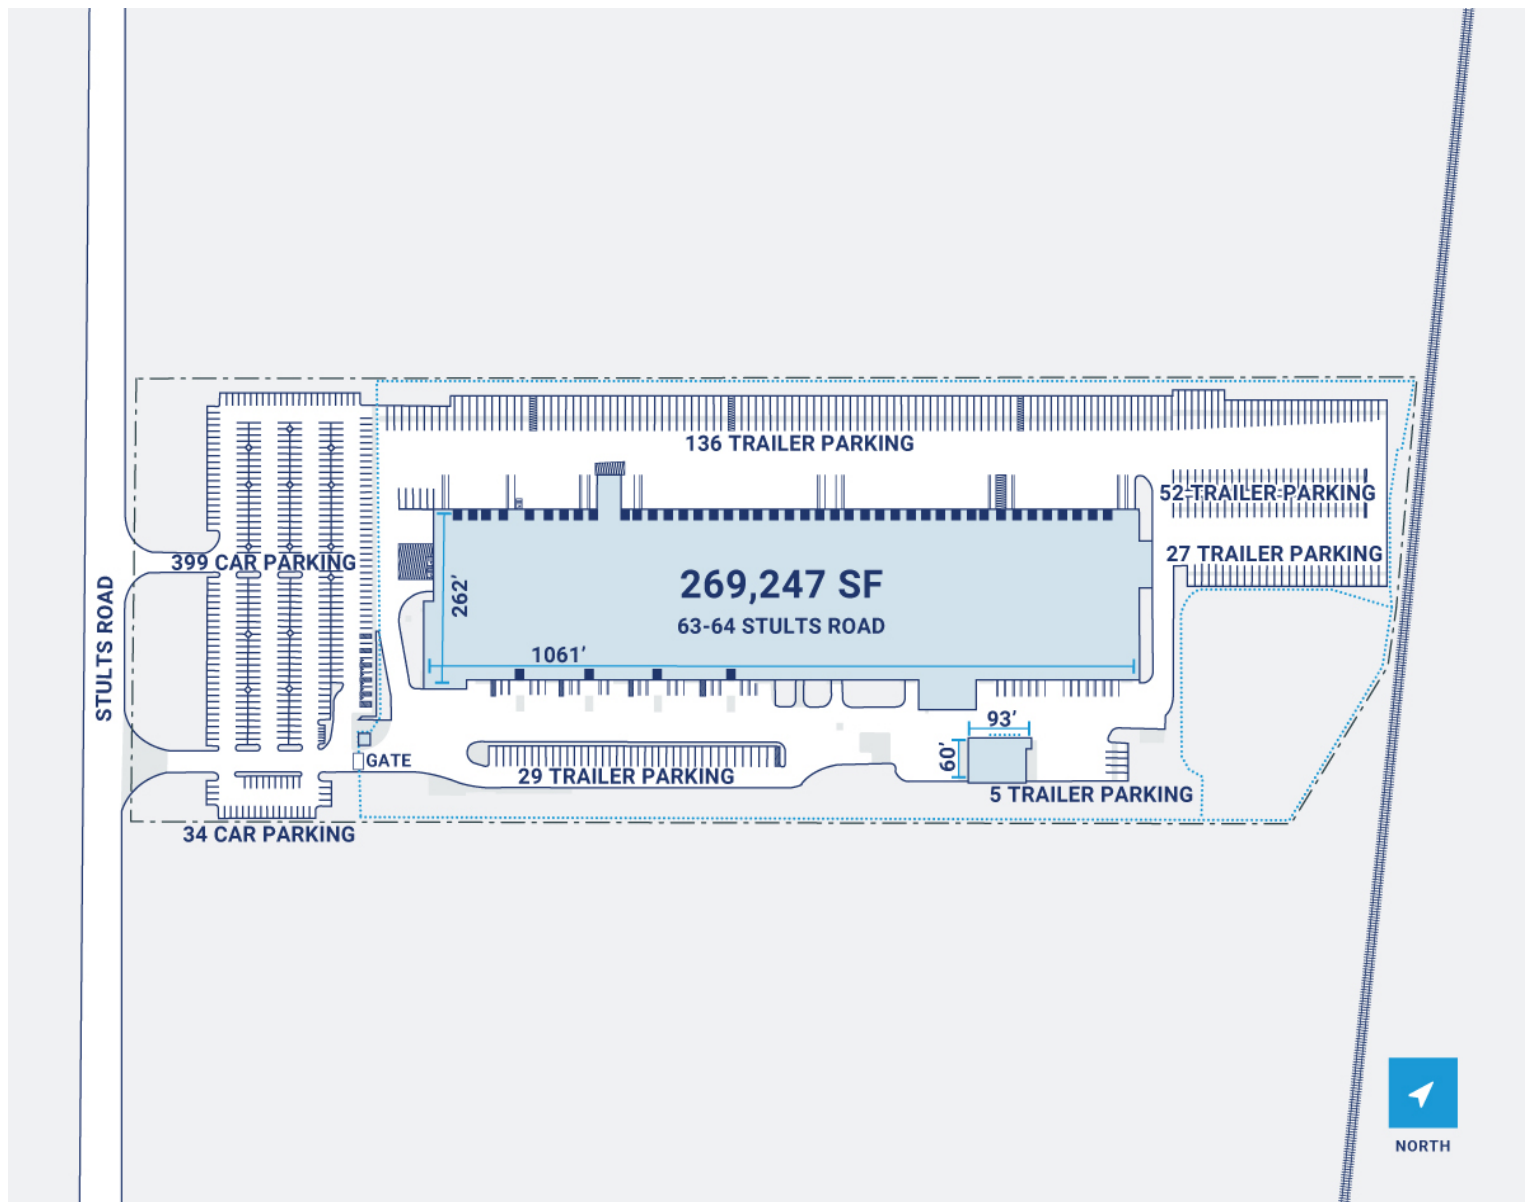 136 TRAILER PARKING
52 TRAILER PARKING
27 TRAILER PARKING
399 CAR PARKING
269,247 SF
63-64 STULTS ROAD
262’
1061’
STULTS ROAD
93’
60’
GATE
29 TRAILER PARKING
5 TRAILER PARKING
34 CAR PARKING
NORTH